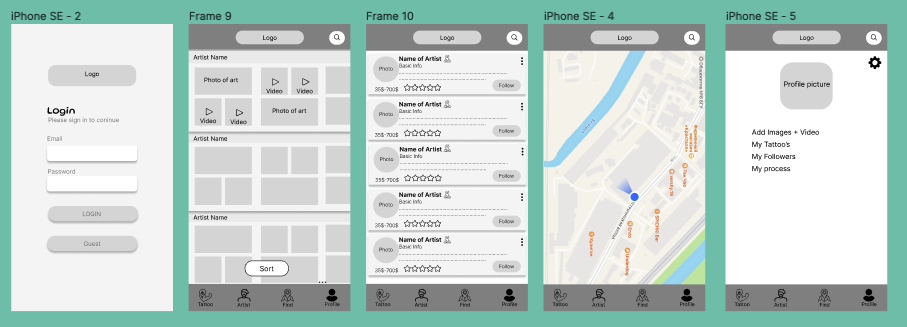 iPhone SE - 2
Logo
Login
Please sign in to coninue
Email
Password
LOGIN
Guest
Frame 9
Logo
Artist Name
Photo of art
Video
Video
Video
Video
Photo of art
Artist Name
Artist Name
Sort
...
Tattoo
Artist
Find
Profile
Frame 10
Logo
Photo
Name of Artist
Basic Info
35$-700$
Follow
Photo
Name of Artist
Basic Info
35$-700$
Follow
Photo
Name of Artist
Basic Info
35$-700$
Follow
Photo
Name of Artist
Basic Info
35$-700$
Follow
Photo
Name of Artist
Basic Info
35$-700$
Follow
Tattoo
Artist
Find
Profile
iPhone SE - 4
Logo
Tattoo
Artist
Find
Profile
iPhone SE - 5
Logo
Profile picture
Add Images + Video
My Tattoo's
My Followers
My process
Tattoo
Artist
Find
Profile